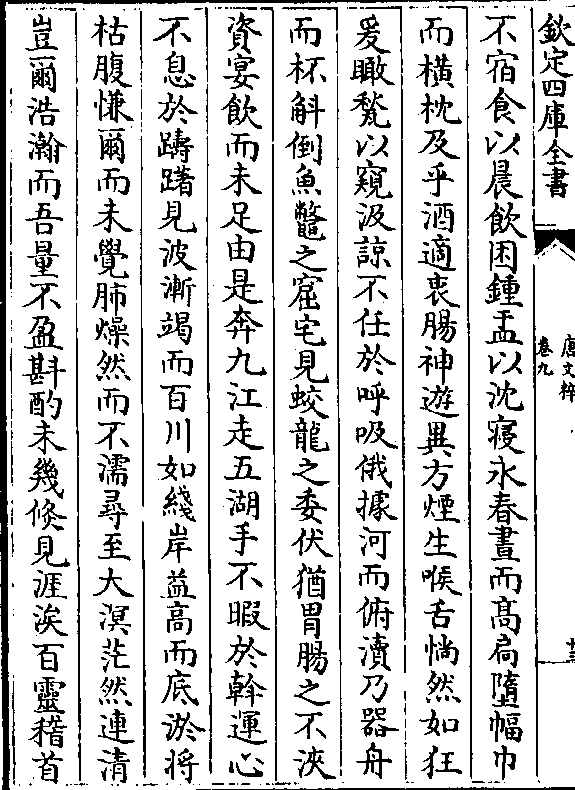 欽定四庫全書
唐文粹
卷九
不宿食以晨飲困鍾盂以沈寢永春晝而高扃墮幅巾
而橫枕及乎酒適衷腸神遊異方煙生喉舌惝然如狂
爰瞰甃以窺汲諒不任於呼吸俄據河而俯瀆乃器舟
而杯斛倒魚鼈之窟宅見蛟龍之委伏猶胃腸之不浹
資宴飲而未足由是奔九江走五湖手不暇於斡運心
不息於躊躇見波漸竭而百川如綫岸益高而底淤將
枯腹慊爾而未覺肺燥然而不濡尋至大溟茫然連清
豈爾浩瀚而吾量不盈斟酌未幾倐見涯涘百靈稽首